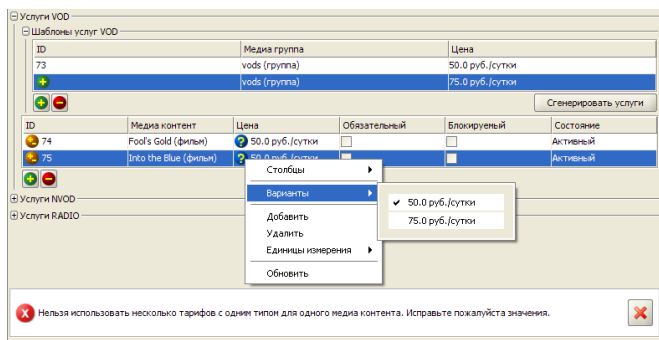 Услуги VOD
Шаблоны услуг VOD
ID Медиа группа Цена
73 vods (группа) 50.0 руб./сутки
vods (группа) 75.0 руб./сутки
Сгенерировать услуги
ID Медиа контент Цена Обязательный Блокируемый Состояние
74 Fool's Gold (фильм) 50.0 руб./сутки Активный
75 Into the Blue (фильм) 50.0 руб./сутки Активный
Столбцы
Варианты
50.0 руб./сутки
75.0 руб./сутки
Добавить
Удалить
Единицы измерения
Обновить
Услуги NVOD
Услуги RADIO
Нельзя использовать несколько тарифов с одним типом для одного медиа контента. Исправьте пожалуйста значения.